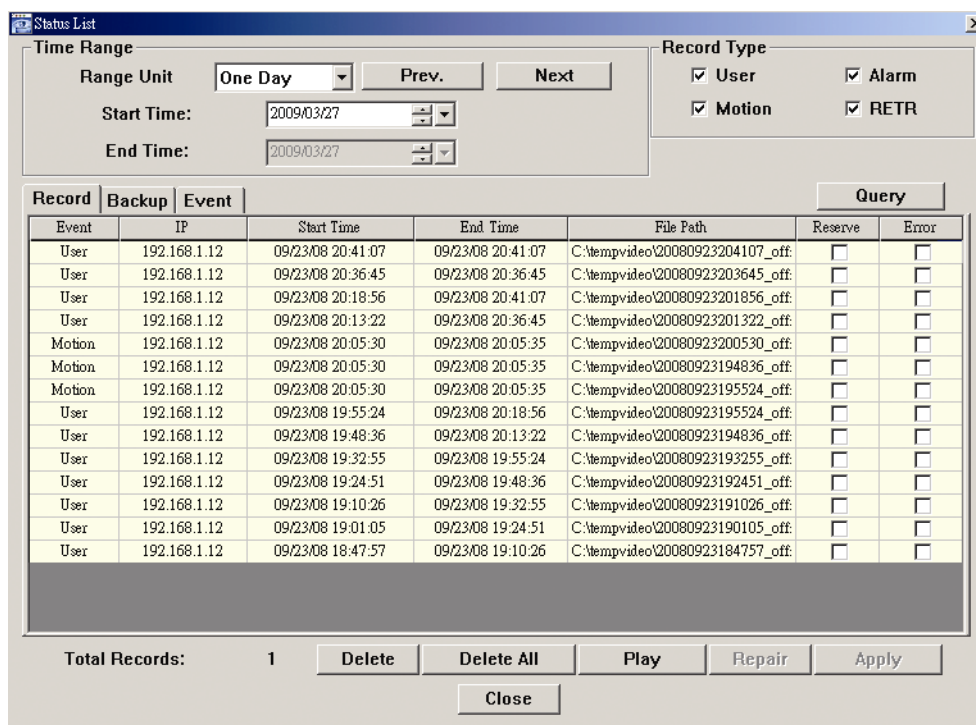 Status List
Time Range
Range Unit One Day Prev. Next
Start Time: 2009/03/27
End Time: 2009/03/27
Record Type
User Alarm
Motion RETR
Record Backup Event Query
Event IP Start Time End Time File Path Reserve Error
User 192.168.1.12 09/23/08 20:41:07 09/23/08 20:41:07 C:\tempvideo\20080923204107_off:
User 192.168.1.12 09/23/08 20:36:45 09/23/08 20:36:45 C:\tempvideo\20080923203645_off:
User 192.168.1.12 09/23/08 20:18:56 09/23/08 20:41:07 C:\tempvideo\20080923201856_off:
User 192.168.1.12 09/23/08 20:13:22 09/23/08 20:36:45 C:\tempvideo\20080923201322_off:
Motion 192.168.1.12 09/23/08 20:05:30 09/23/08 20:05:35 C:\tempvideo\20080923200530_off:
Motion 192.168.1.12 09/23/08 20:05:30 09/23/08 20:05:35 C:\tempvideo\20080923194836_off:
Motion 192.168.1.12 09/23/08 20:05:30 09/23/08 20:05:35 C:\tempvideo\20080923195524_off:
User 192.168.1.12 09/23/08 19:55:24 09/23/08 20:18:56 C:\tempvideo\20080923195524_off:
User 192.168.1.12 09/23/08 19:48:36 09/23/08 20:13:22 C:\tempvideo\20080923194836_off:
User 192.168.1.12 09/23/08 19:32:55 09/23/08 19:55:24 C:\tempvideo\20080923193255_off:
User 192.168.1.12 09/23/08 19:24:51 09/23/08 19:48:36 C:\tempvideo\20080923192451_off:
User 192.168.1.12 09/23/08 19:10:26 09/23/08 19:32:55 C:\tempvideo\20080923191026_off:
User 192.168.1.12 09/23/08 19:01:05 09/23/08 19:24:51 C:\tempvideo\20080923190105_off:
User 192.168.1.12 09/23/08 18:47:57 09/23/08 19:10:26 C:\tempvideo\20080923184757_off:
Total Records: 1 Delete Delete All Play Repair Apply
Close